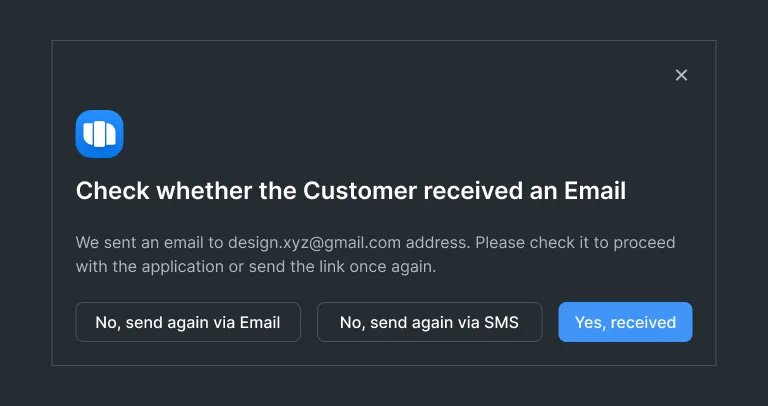 Check whether the Customer received an Email
We sent an email to design.xyz@gmail.com address. Please check it to proceed
with the application or send the link once again.
No, send again via Email
No, send again via SMS
Yes, received